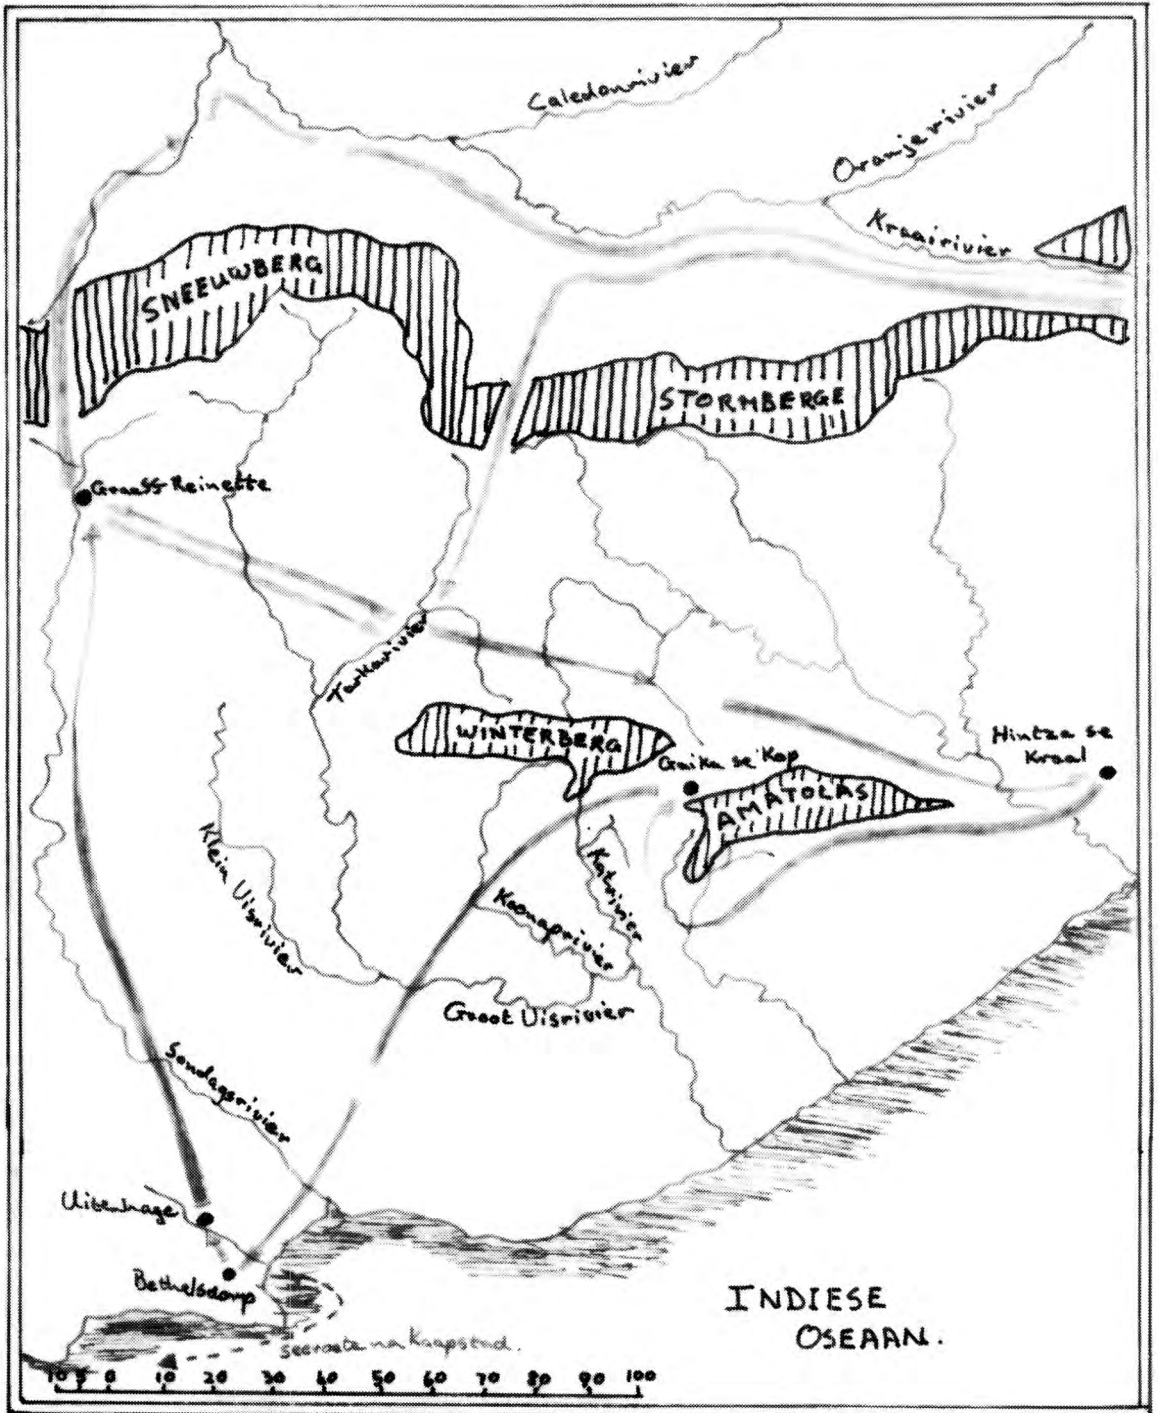 Caledonrivier
Oranjerivier
Kraairivier
SNEEUWBERG
STORMBERGE
Graaff Reinette
Tarkarivier
WINTERBERG
Gaika se Kop
Hintza se
Kraal
AMATOLAS
Klein Visrivier
Katrivier
Koonaprivier
Groot Visrivier
Sondagsrivier
Uitenhage
Bethelsdorp
INDIESE
OSEAAN.
seeroete na Kaapstad.
10 5 0 10 20 30 40 50 60 70 80 90 100